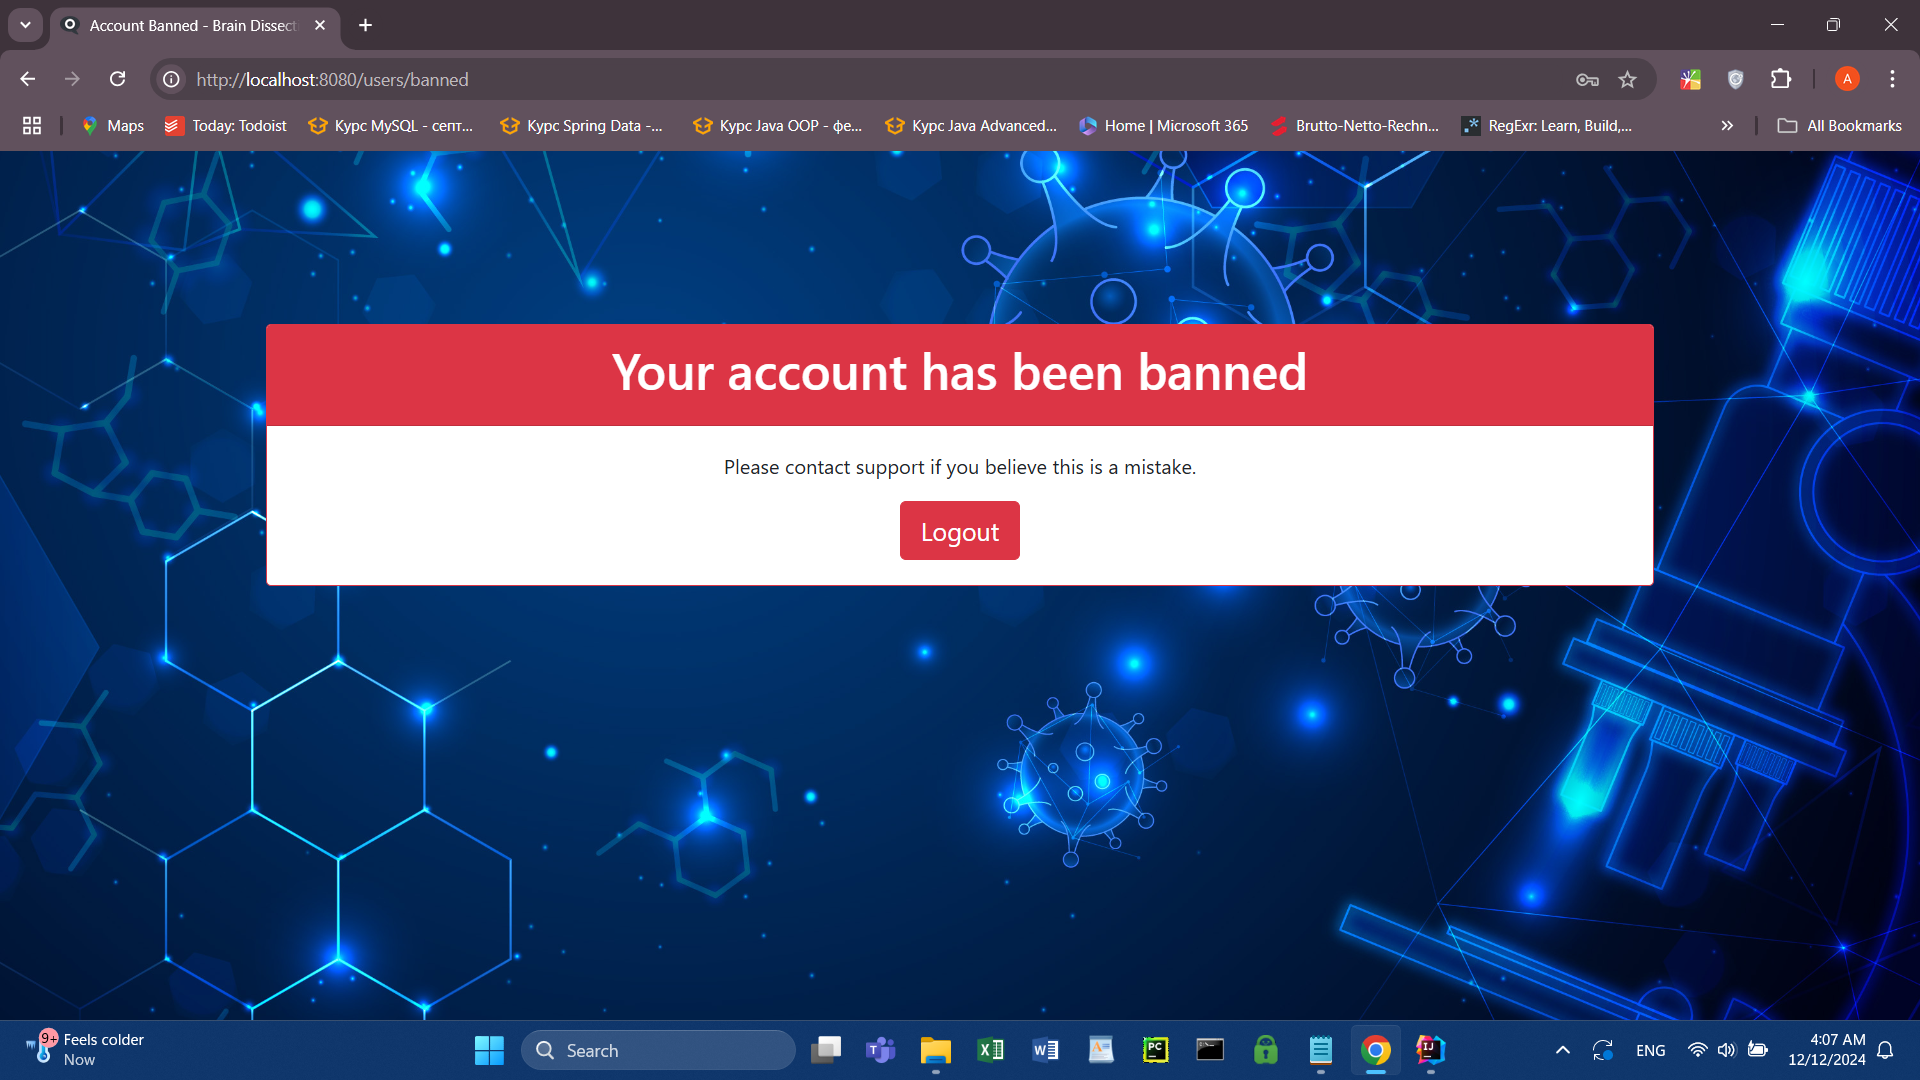 Account Banned - Brain Dissect
http://localhost:8080/users/banned
A
Maps
Today: Todoist
Курс MySQL - септ...
Курс Spring Data -...
Курс Java OOP - фе...
Курс Java Advanced...
Home | Microsoft 365
Brutto-Netto-Rechn...
RegExr: Learn, Build,...
All Bookmarks
Your account has been banned
Please contact support if you believe this is a mistake.
Logout
9+
Feels colder
Now
Search
PC
IJ
ENG
4:07 AM
12/12/2024